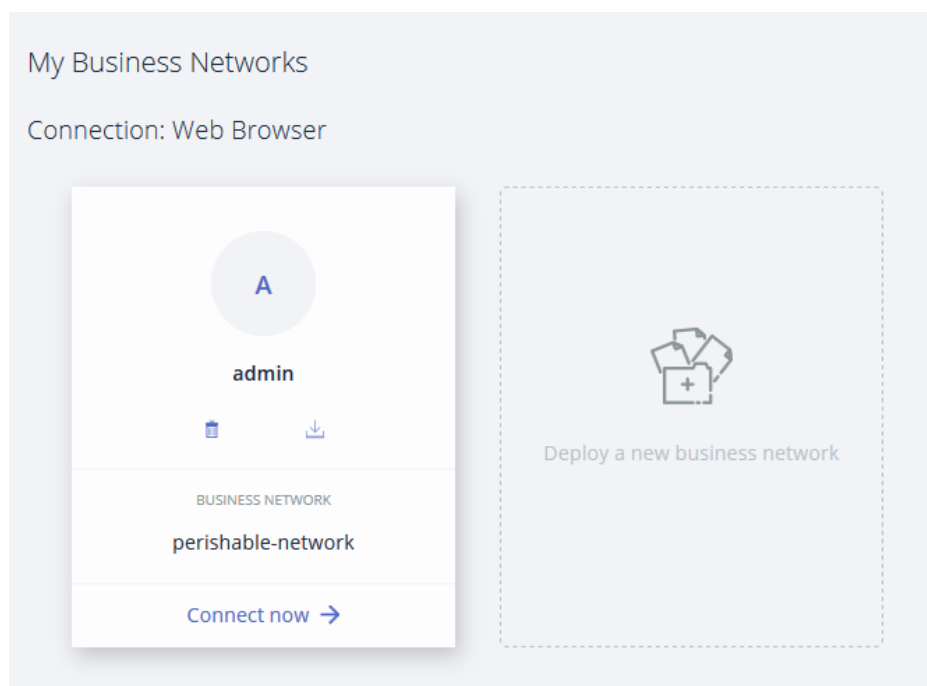 My Business Networks
Connection: Web Browser
A
admin
BUSINESS NETWORK
perishable-network
Connect now
Deploy a new business network